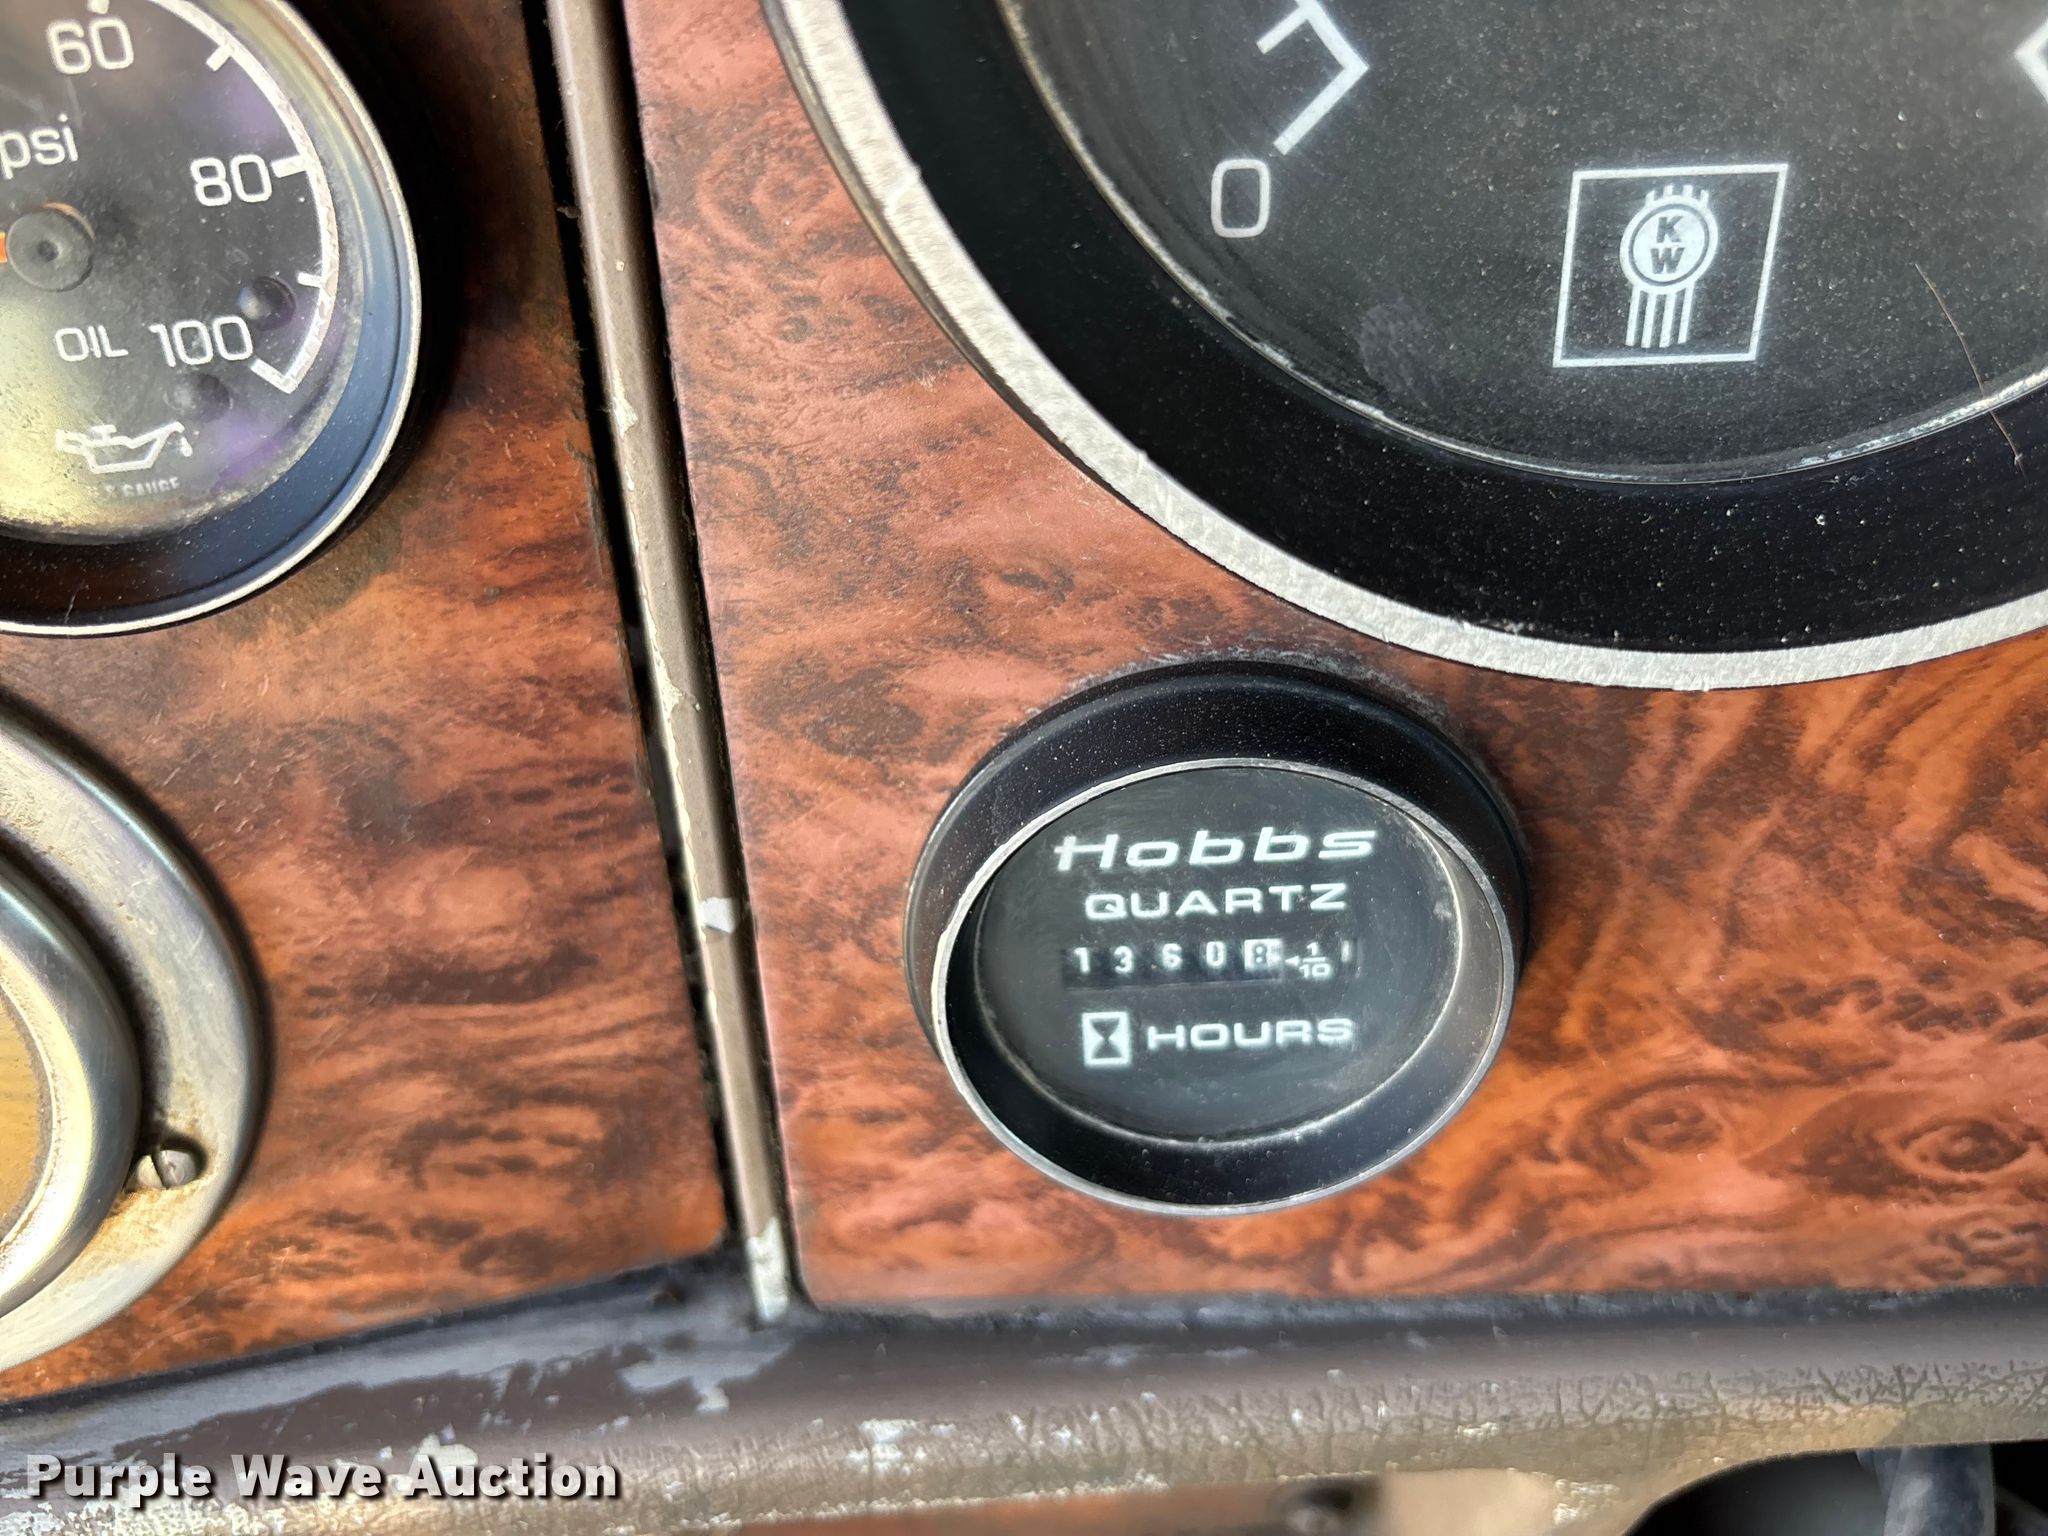 60
psi
80
OIL 100
GAUGE
0
K
W
Hobbs
QUARTZ
1 3 6 0 8 1/10
HOURS
Purple Wave Auction